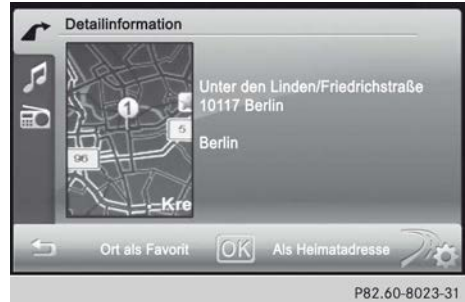 Detailinformation
Unter den Linden/Friedrichstraße
10117 Berlin
Berlin
1
5
96
Kre
Ort als Favorit
OK
Als Heimatadresse
P82.60-8023-31